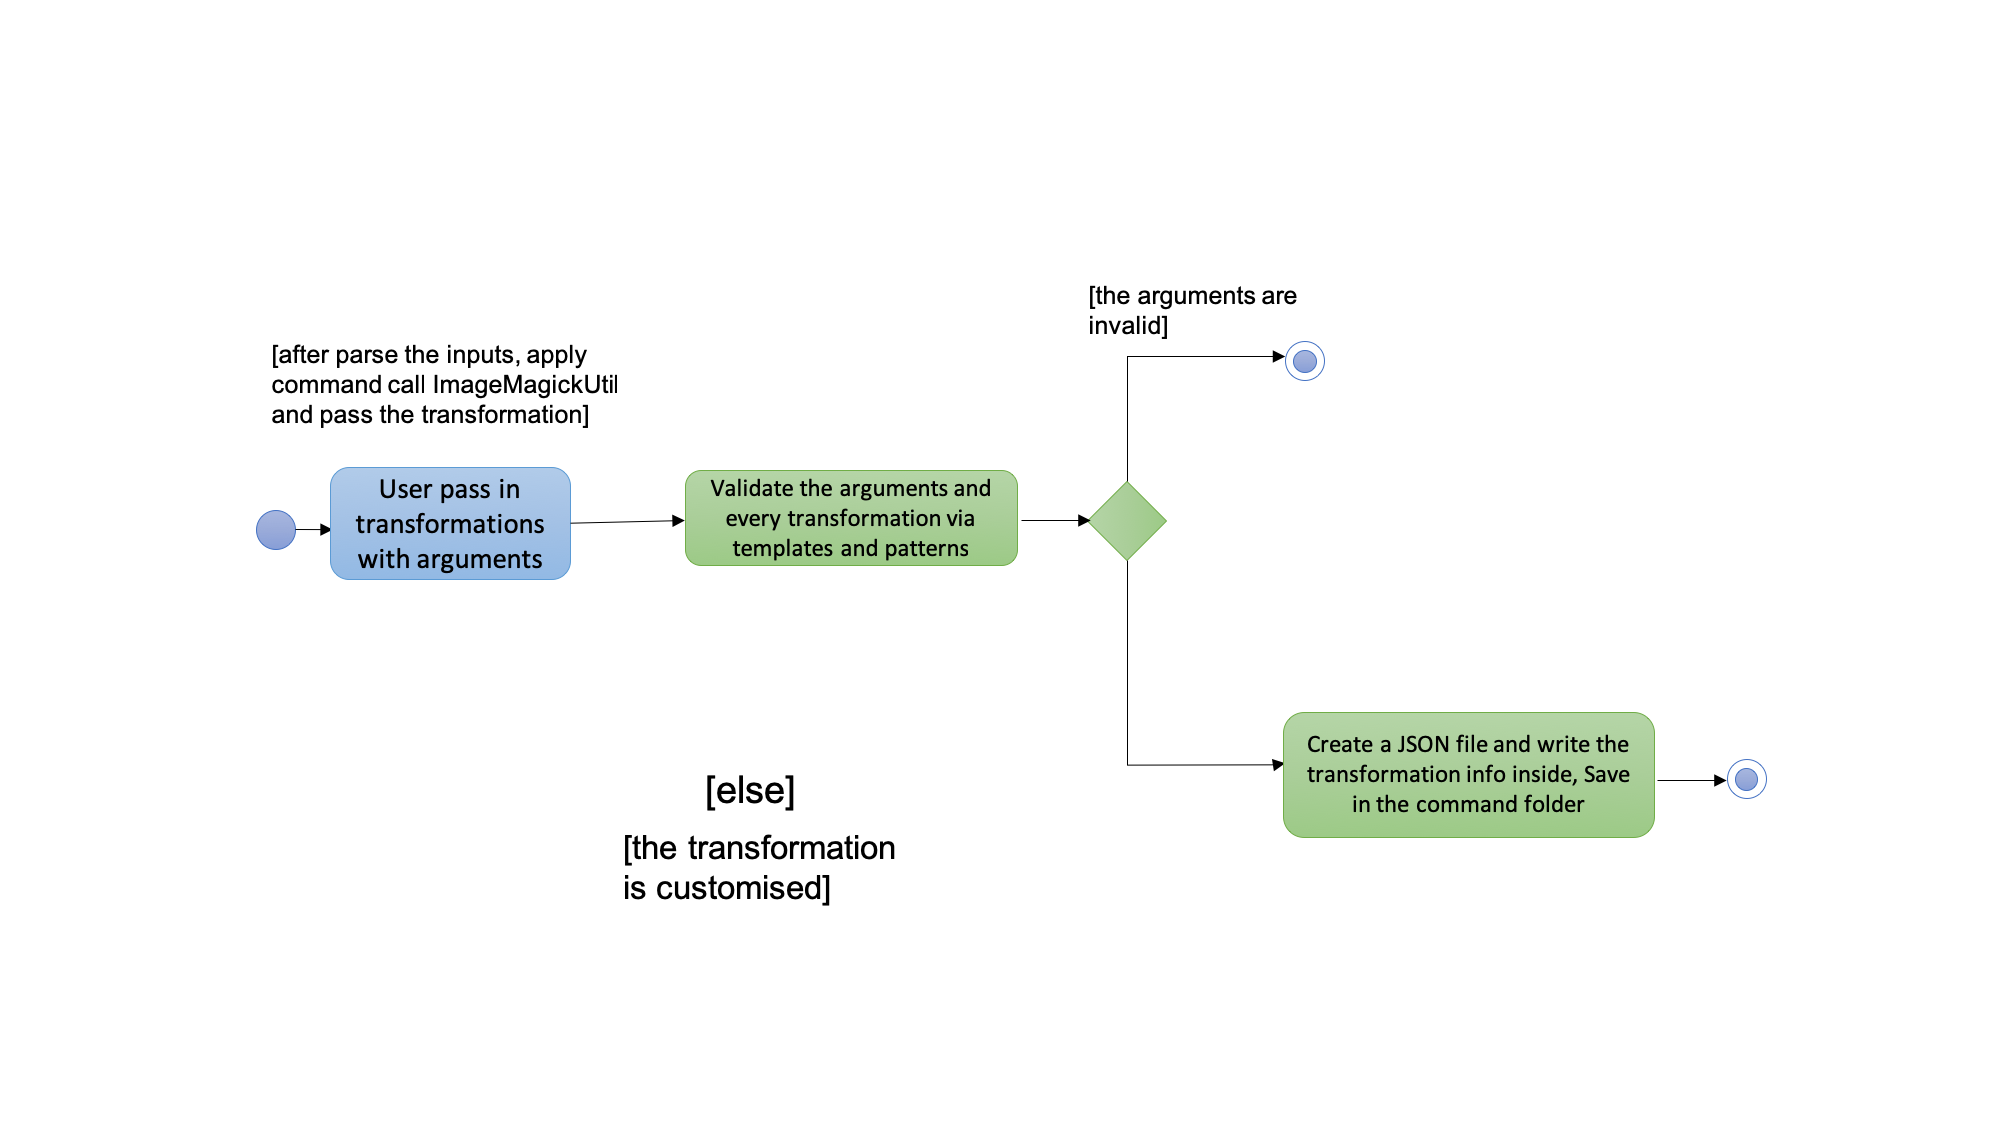 [the arguments are
invalid]
[after parse the inputs, apply
command call ImageMagickUtil
and pass the transformation]
User pass in
transformations
with arguments
Validate the arguments and
every transformation via
templates and patterns
Create a JSON file and write the
transformation info inside, Save
in the command folder
[else]
[the transformation
is customised]